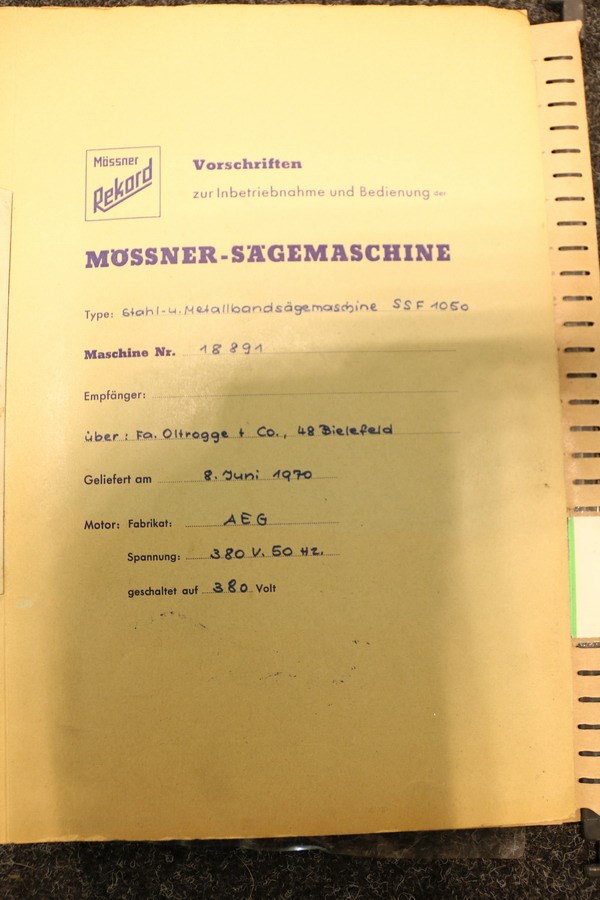 Mössner
Rekord
Vorschriften
zur Inbetriebnahme und Bedienung der
MÖSSNER-SÄGEMASCHINE
Type: Stahl-u. Metallbandsägemaschine SSF 1050
Maschine Nr. 18891
Empfänger:
über: Fa. Oltrogge + Co., 48 Bielefeld
Geliefert am 8. Juni 1970
Motor: Fabrikat: AEG
Spannung: 380 V. 50 Hz.
geschaltet auf 380 Volt